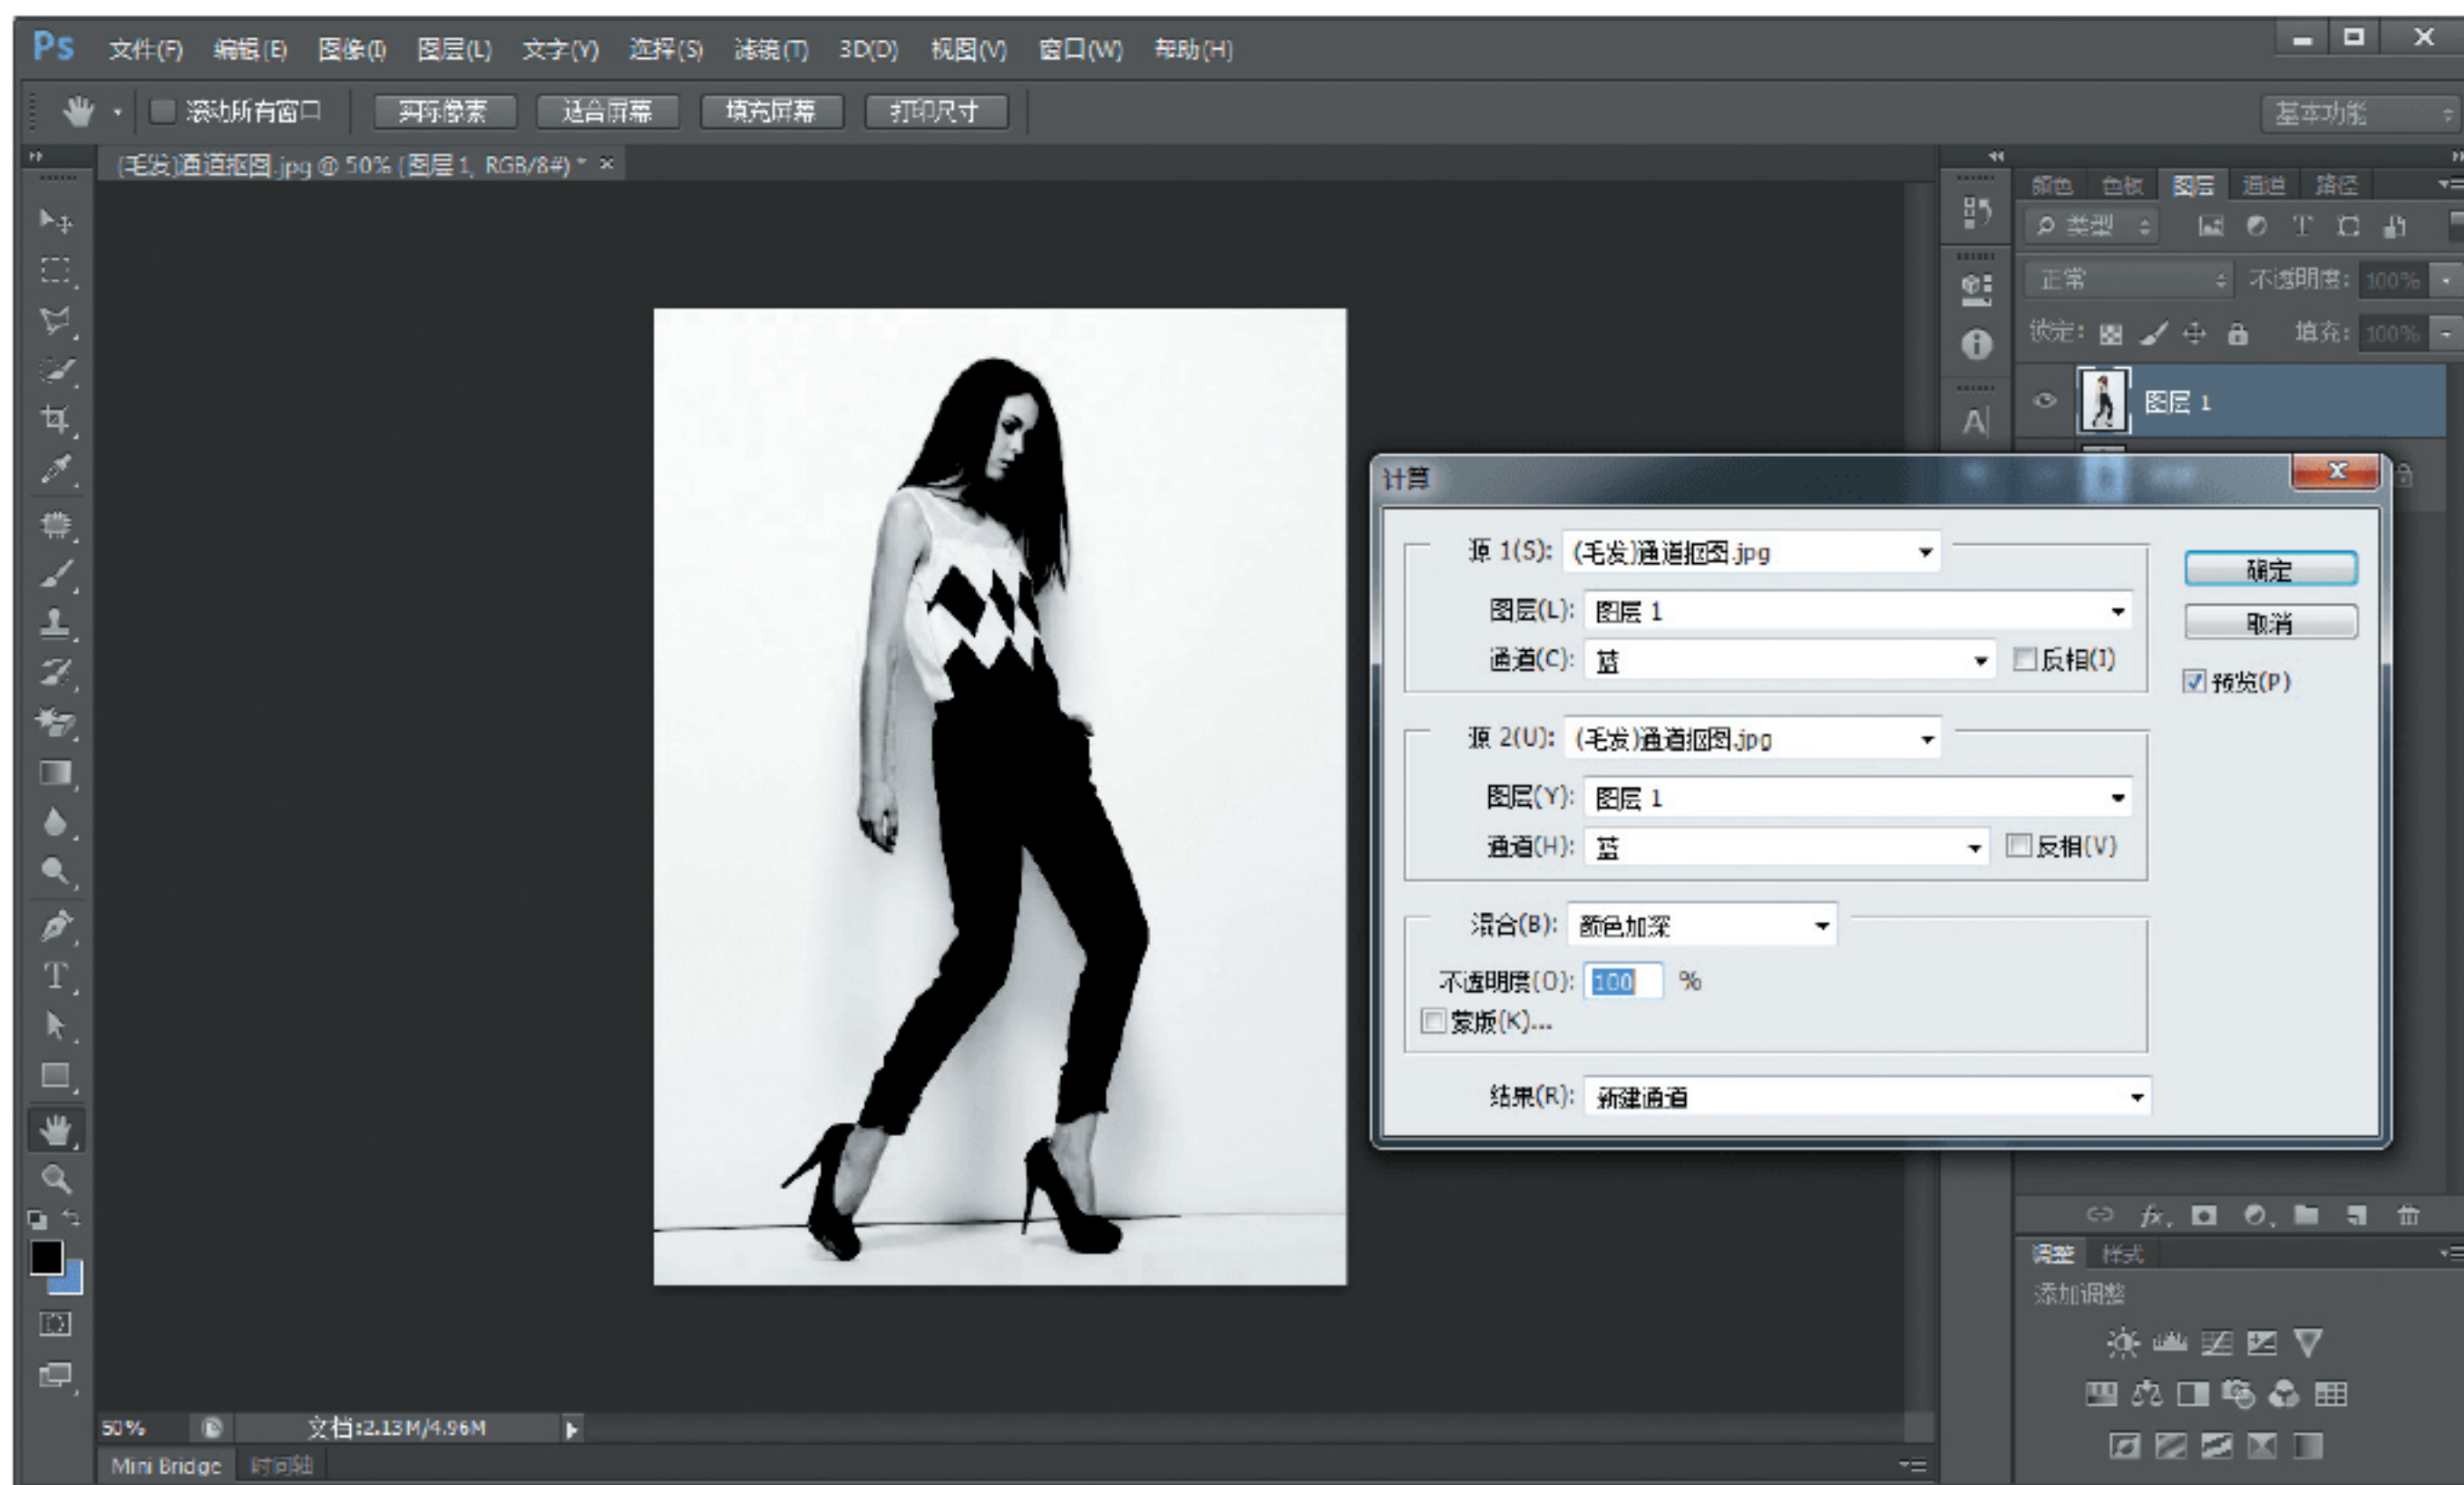 Ps 文件(F) 编辑(E) 图像(I) 图层(L) 文字(Y) 选择(S) 滤镜(T) 3D(D) 视图(V) 窗口(W) 帮助(H)
滚动所有窗口 实际像素 适合屏幕 填充屏幕 打印尺寸 基本功能
(毛发)通道抠图.jpg @ 50% (图层 1, RGB/8#) * ×
颜色 色板 图层 通道 路径
类型
正常 不透明度: 100%
锁定: 填充: 100%
图层 1
计算
源 1(S): (毛发)通道抠图.jpg
确定
图层(L): 图层 1
取消
通道(C): 蓝 反相(I)
预览(P)
源 2(U): (毛发)通道抠图.jpg
图层(Y): 图层 1
通道(H): 蓝 反相(V)
混合(B): 颜色加深
不透明度(O): 100 %
蒙版(K)...
结果(R): 新建通道
调整 样式
添加调整
50% 文档:2.13M/4.96M
Mini Bridge 时间轴